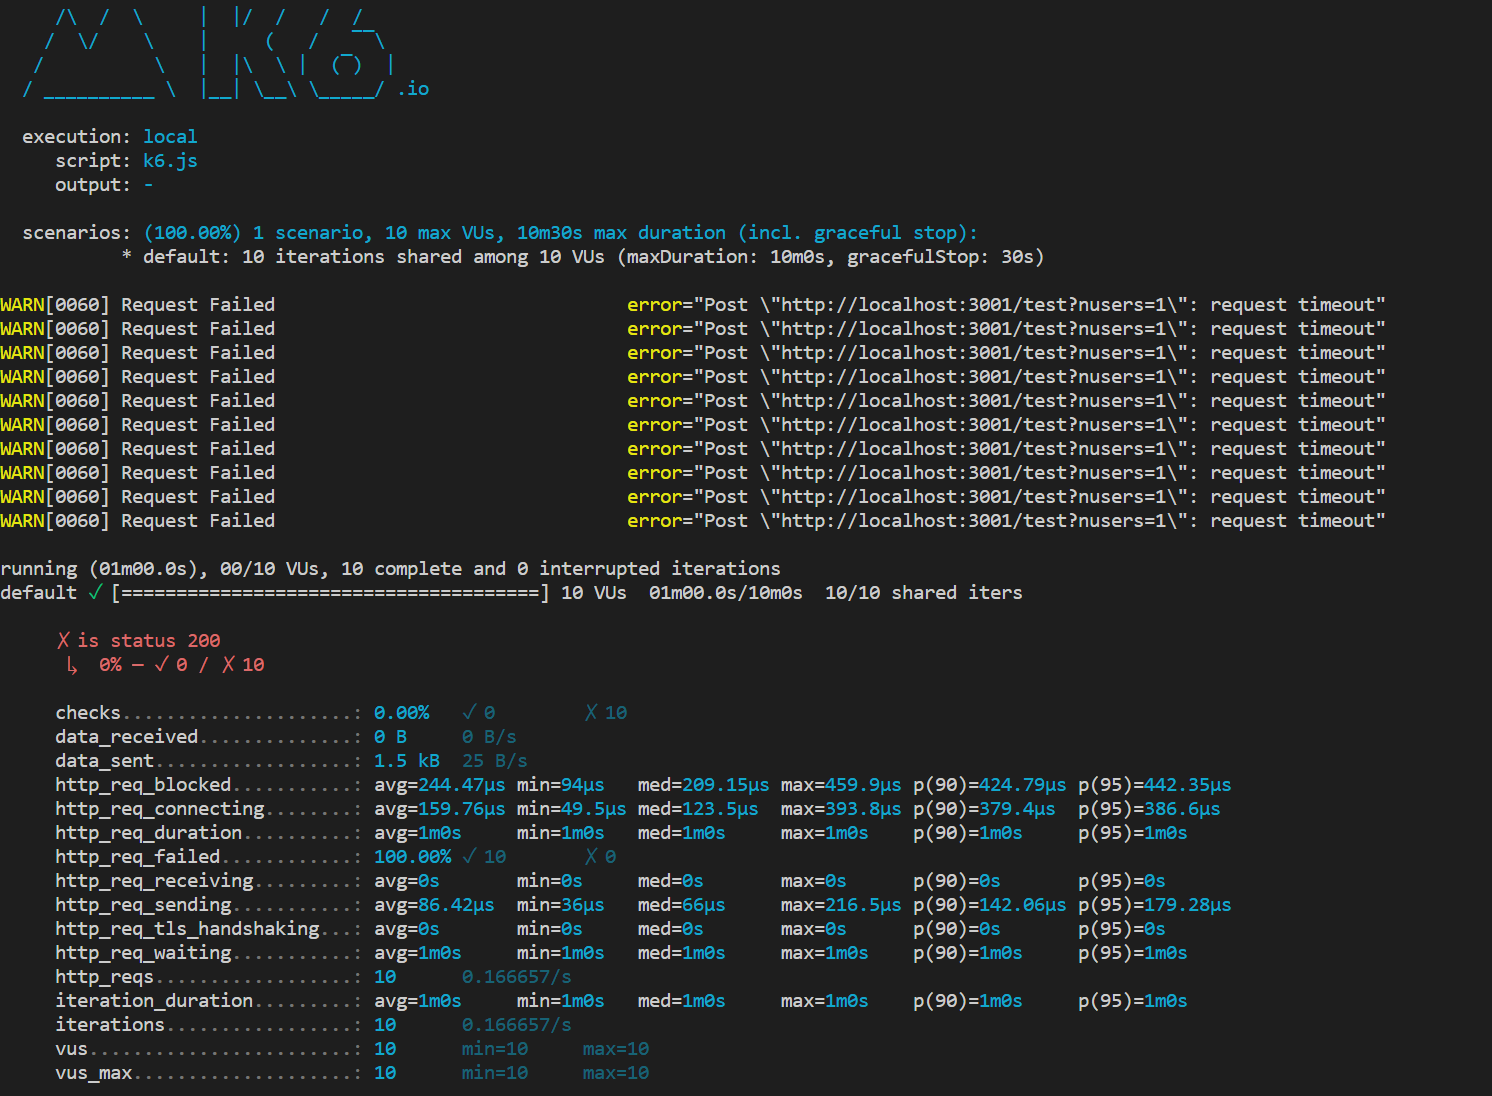 /\  /  \     |  |/  /   /  /__
/  \/    \    |     (   /  _  \
/          \   |  |\  \ |  ( )  |
/ __________ \  |__| \__\ \_____/ .io
execution: local
script: k6.js
output: -
scenarios: (100.00%) 1 scenario, 10 max VUs, 10m30s max duration (incl. graceful stop):
* default: 10 iterations shared among 10 VUs (maxDuration: 10m0s, gracefulStop: 30s)
WARN[0060] Request Failed error="Post \"http://localhost:3001/test?nusers=1\": request timeout"
WARN[0060] Request Failed error="Post \"http://localhost:3001/test?nusers=1\": request timeout"
WARN[0060] Request Failed error="Post \"http://localhost:3001/test?nusers=1\": request timeout"
WARN[0060] Request Failed error="Post \"http://localhost:3001/test?nusers=1\": request timeout"
WARN[0060] Request Failed error="Post \"http://localhost:3001/test?nusers=1\": request timeout"
WARN[0060] Request Failed error="Post \"http://localhost:3001/test?nusers=1\": request timeout"
WARN[0060] Request Failed error="Post \"http://localhost:3001/test?nusers=1\": request timeout"
WARN[0060] Request Failed error="Post \"http://localhost:3001/test?nusers=1\": request timeout"
WARN[0060] Request Failed error="Post \"http://localhost:3001/test?nusers=1\": request timeout"
WARN[0060] Request Failed error="Post \"http://localhost:3001/test?nusers=1\": request timeout"
running (01m00.0s), 00/10 VUs, 10 complete and 0 interrupted iterations
default ✓ [======================================] 10 VUs  01m00.0s/10m0s  10/10 shared iters
✗ is status 200
↳  0% — ✓ 0 / ✗ 10
checks.....................: 0.00%   ✓ 0        ✗ 10
data_received..............: 0 B     0 B/s
data_sent..................: 1.5 kB  25 B/s
http_req_blocked...........: avg=244.47µs min=94µs   med=209.15µs max=459.9µs p(90)=424.79µs p(95)=442.35µs
http_req_connecting........: avg=159.76µs min=49.5µs med=123.5µs  max=393.8µs p(90)=379.4µs  p(95)=386.6µs
http_req_duration..........: avg=1m0s     min=1m0s   med=1m0s     max=1m0s    p(90)=1m0s     p(95)=1m0s
http_req_failed............: 100.00% ✓ 10       ✗ 0
http_req_receiving.........: avg=0s       min=0s     med=0s       max=0s      p(90)=0s       p(95)=0s
http_req_sending...........: avg=86.42µs  min=36µs   med=66µs     max=216.5µs p(90)=142.06µs p(95)=179.28µs
http_req_tls_handshaking...: avg=0s       min=0s     med=0s       max=0s      p(90)=0s       p(95)=0s
http_req_waiting...........: avg=1m0s     min=1m0s   med=1m0s     max=1m0s    p(90)=1m0s     p(95)=1m0s
http_reqs..................: 10      0.166657/s
iteration_duration.........: avg=1m0s     min=1m0s   med=1m0s     max=1m0s    p(90)=1m0s     p(95)=1m0s
iterations.................: 10      0.166657/s
vus........................: 10      min=10     max=10
vus_max....................: 10      min=10     max=10